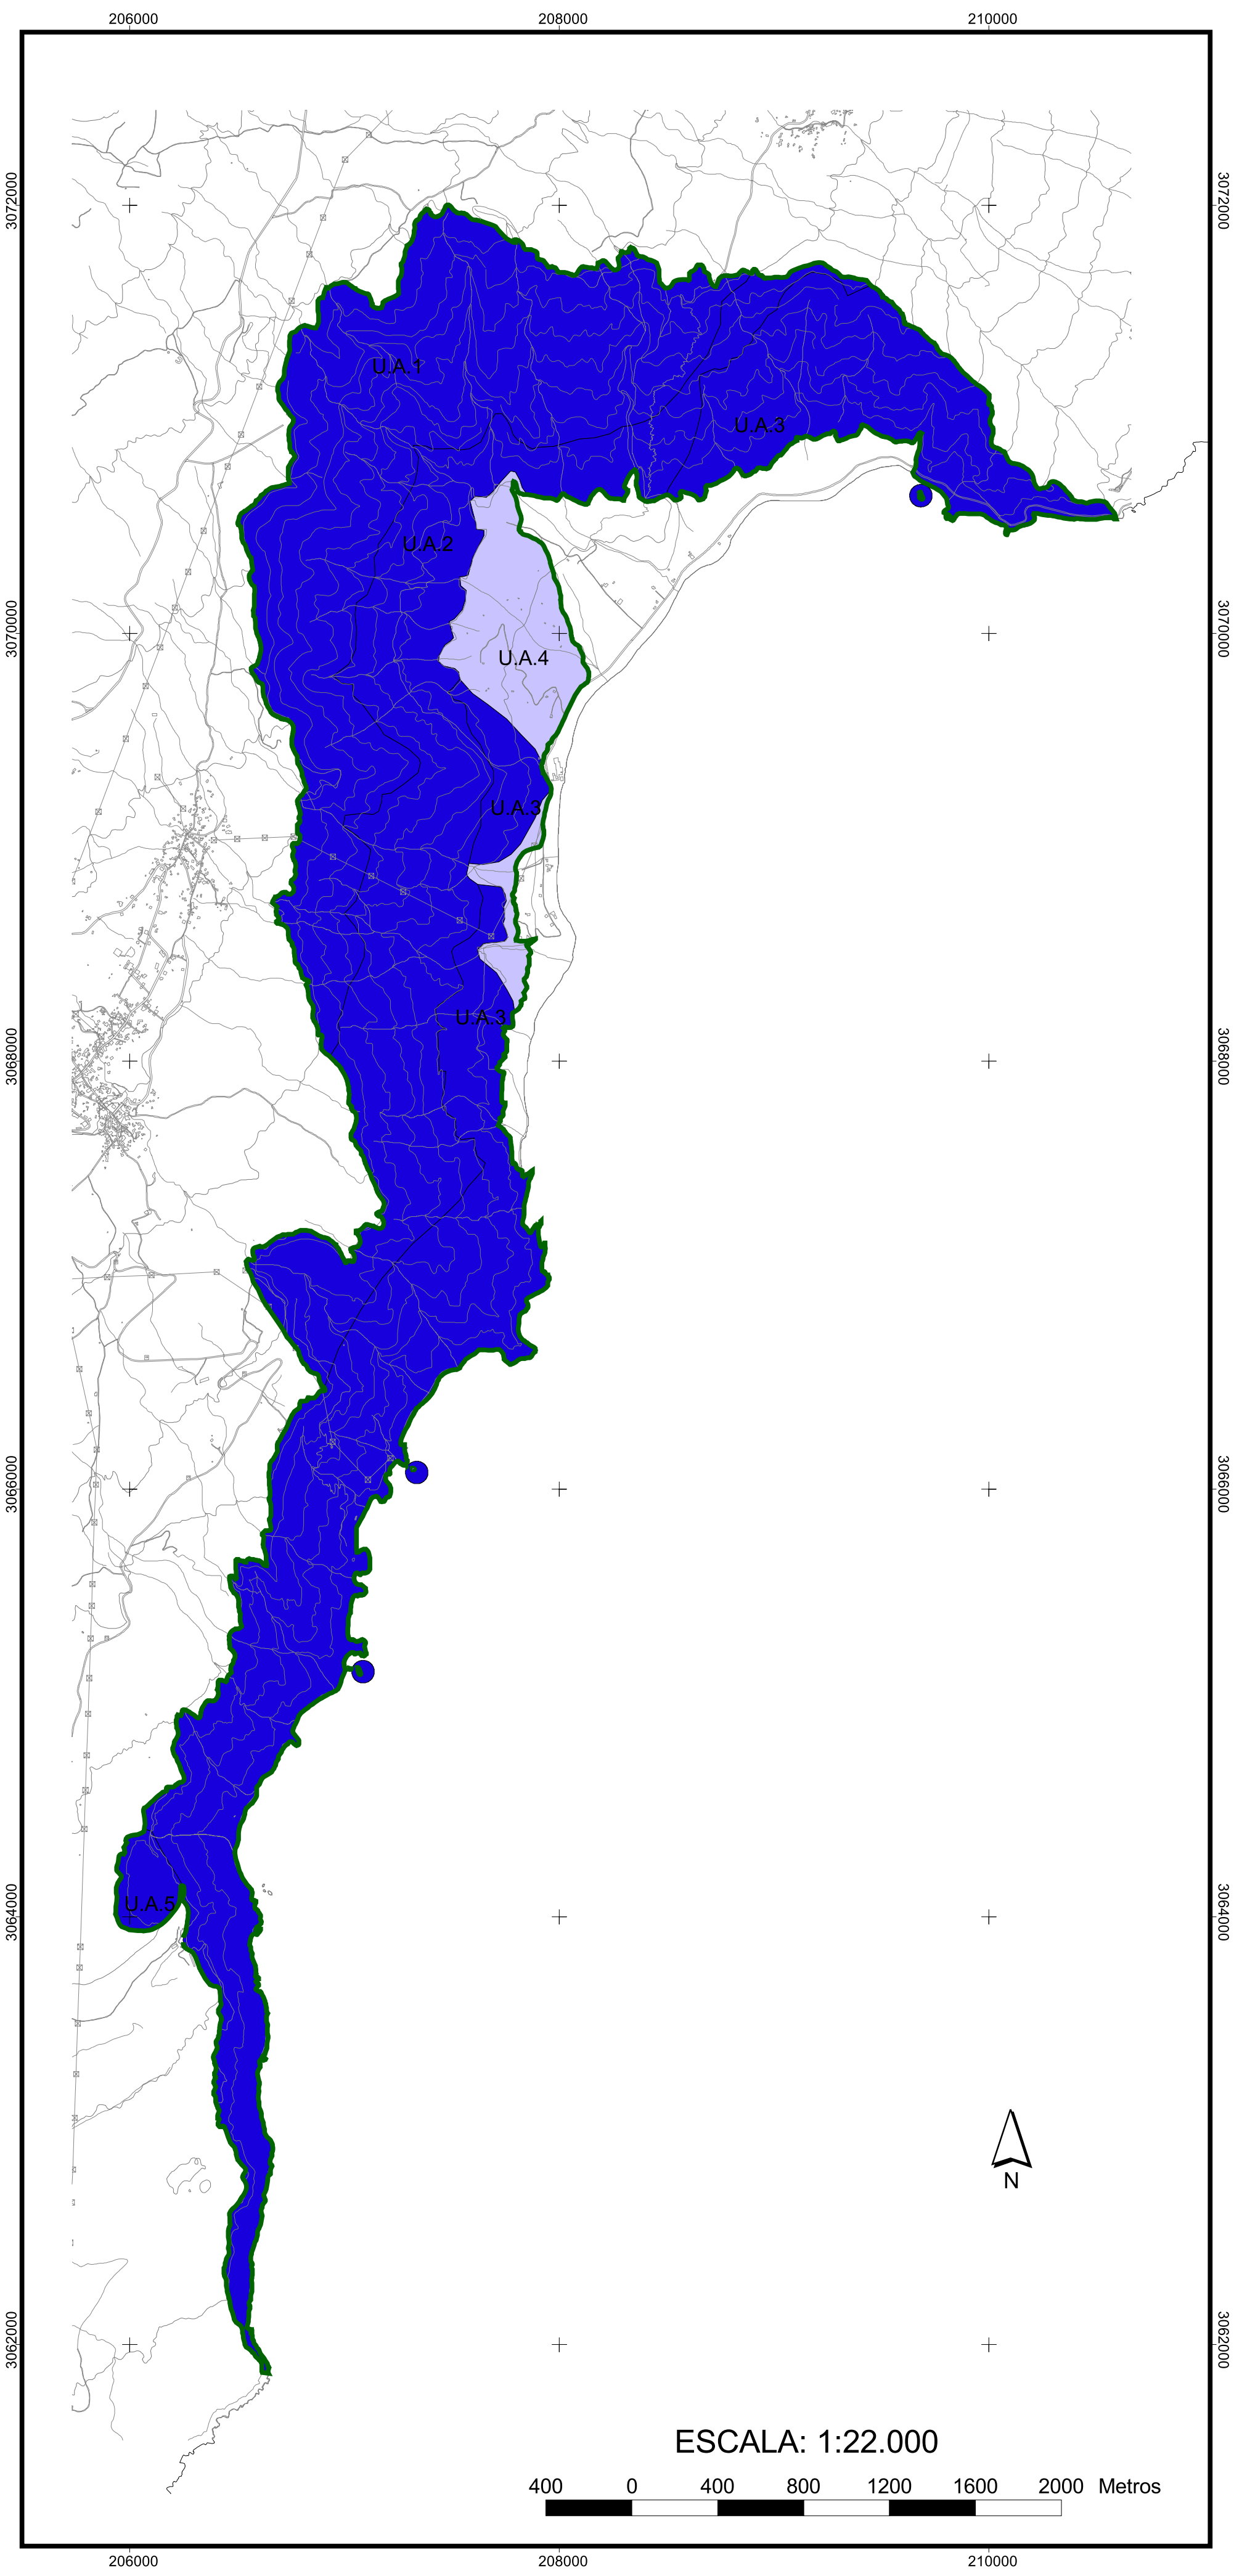 206000 208000 210000
3072000 3072000
U.A.1
U.A.3
U.A.2
3070000 3070000
U.A.4
U.A.3
U.A.3
3068000 3068000
3066000 3066000
U.A.5
3064000 3064000
N
3062000 3062000
ESCALA: 1:22.000
400 0 400 800 1200 1600 2000 Metros
206000 208000 210000